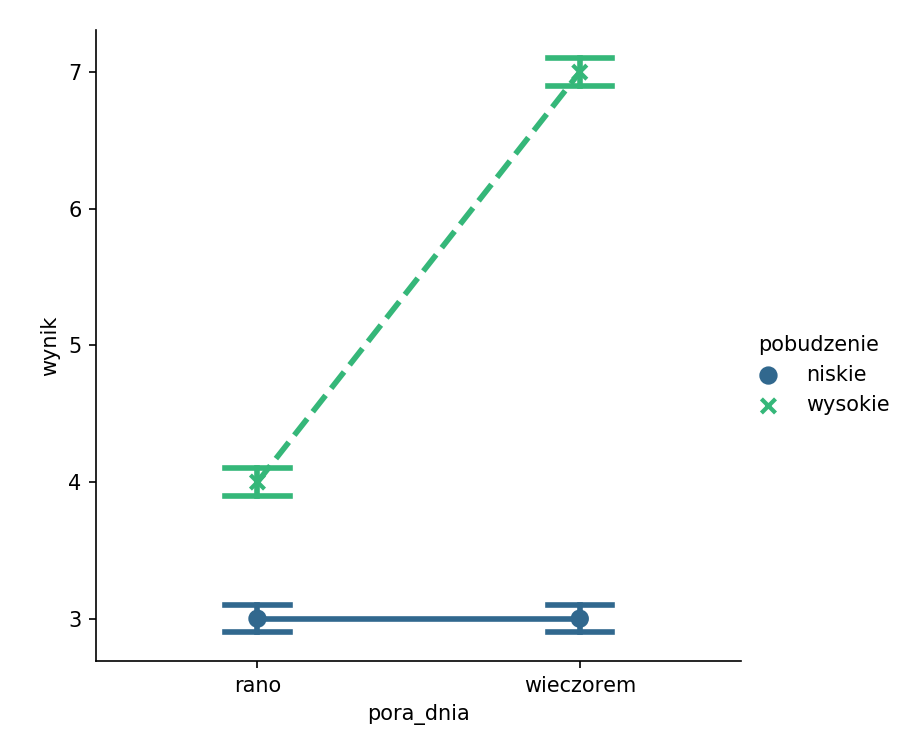 7
6
5
4
3
wynik
rano
wieczorem
pora_dnia
pobudzenie
niskie
wysokie